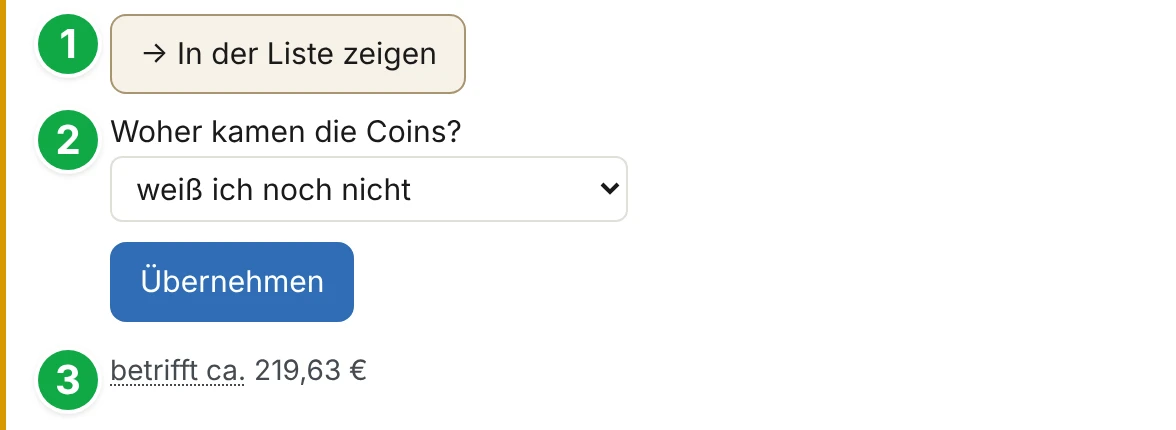 1
→ In der Liste zeigen
2
Woher kamen die Coins?
weiß ich noch nicht
Übernehmen
3
betrifft ca. 219,63 €